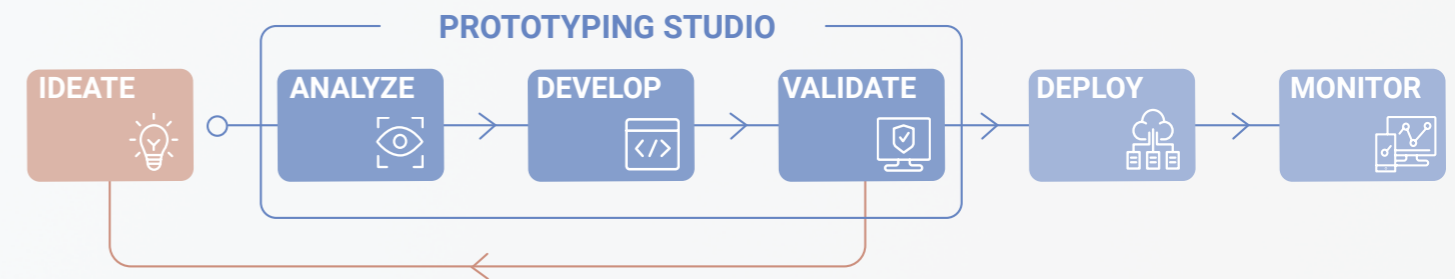 PROTOTYPING STUDIO
IDEATE
ANALYZE
DEVELOP
</>
VALIDATE
DEPLOY
MONITOR